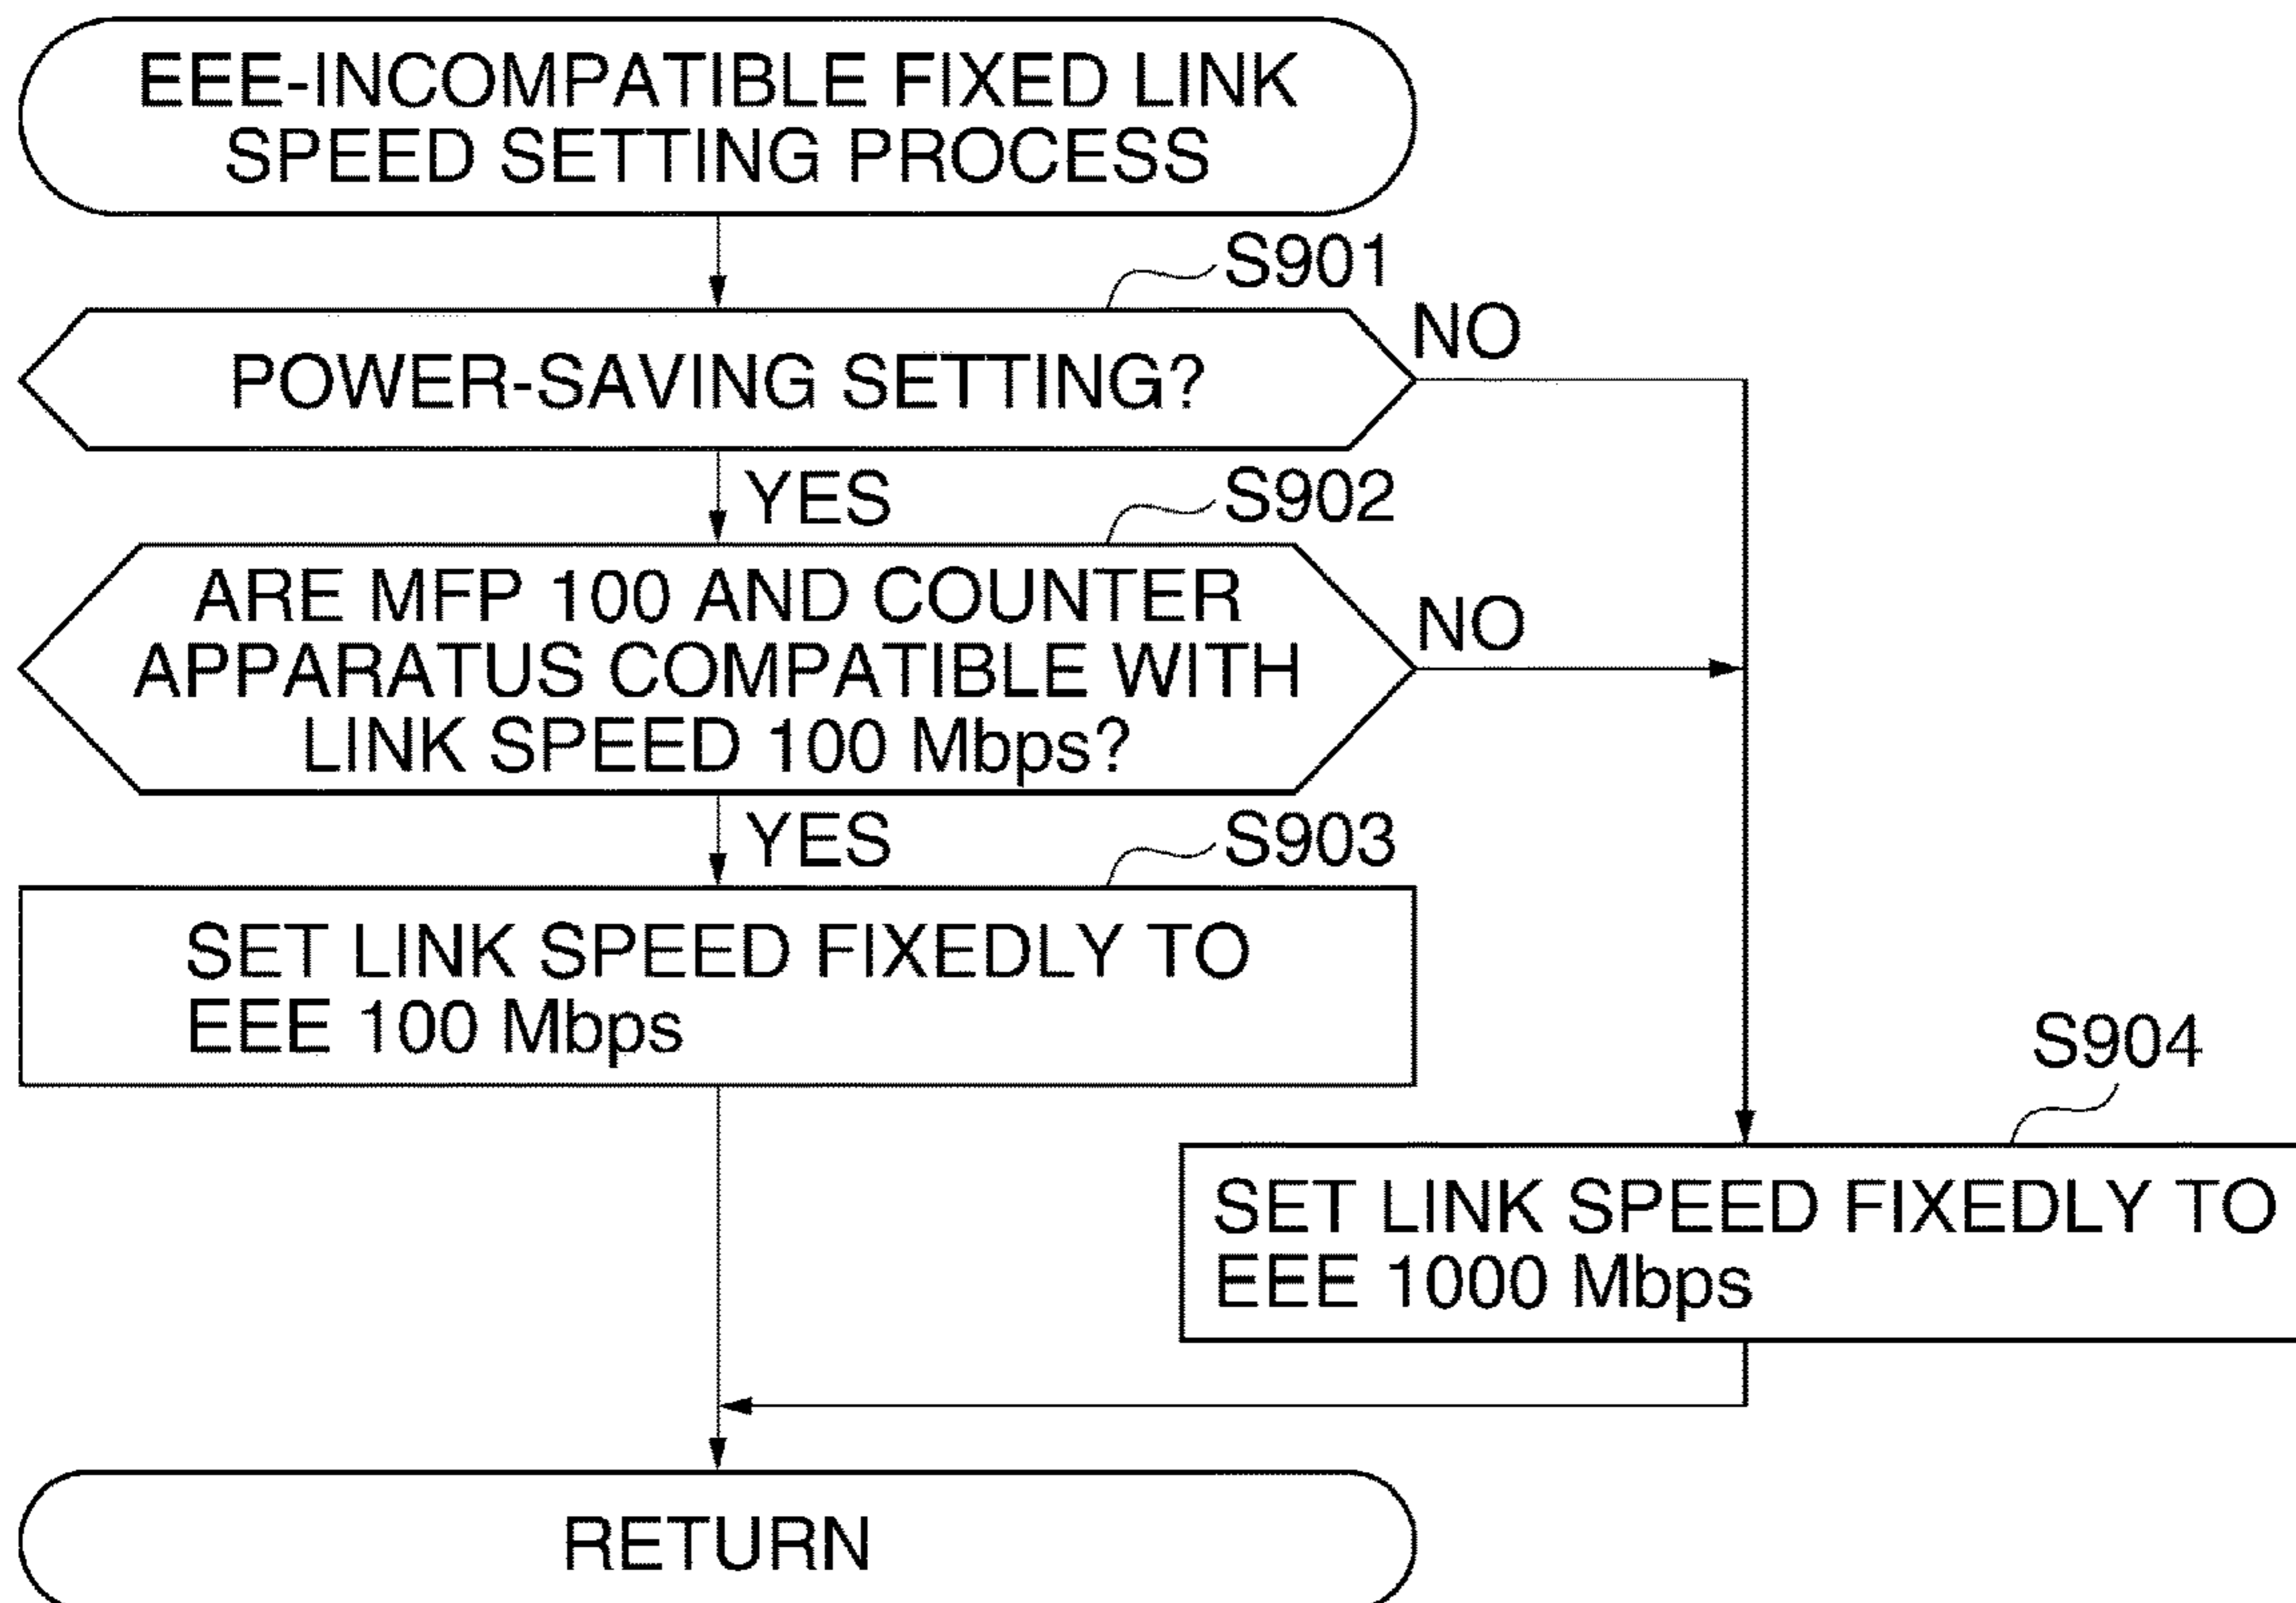 EEE-INCOMPATIBLE FIXED LINK
SPEED SETTING PROCESS
S901
POWER-SAVING SETTING?
NO
YES
S902
ARE MFP 100 AND COUNTER
APPARATUS COMPATIBLE WITH
LINK SPEED 100 Mbps?
NO
YES
S903
SET LINK SPEED FIXEDLY TO
EEE 100 Mbps
S904
SET LINK SPEED FIXEDLY TO
EEE 1000 Mbps
RETURN